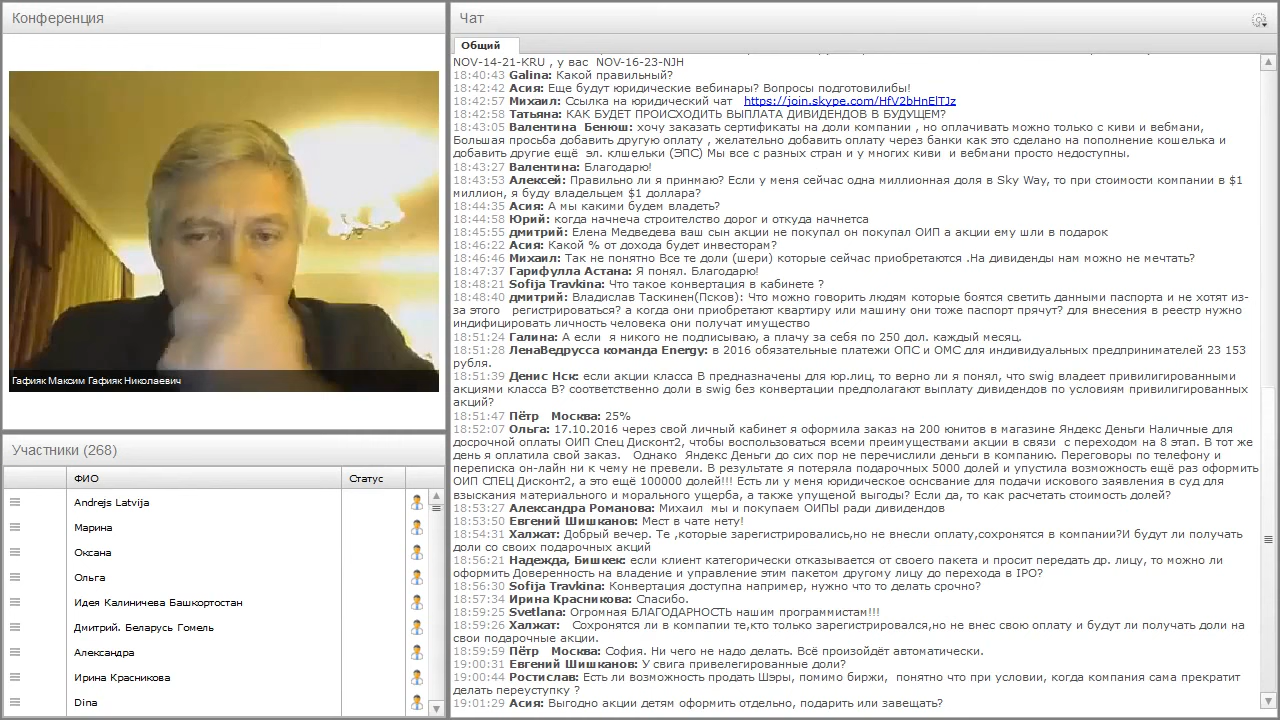 Конференция
Гафияк Максим Гафияк Николаевич
Участники (268)
ФИО Статус
Andrejs Latvija
Марина
Оксана
Ольга
Идея Калиничева Башкортостан
Дмитрий. Беларусь Гомель
Александра
Ирина Красникова
Dina
Чат
Общий
NOV-14-21-KRU , у вас NOV-16-23-NJH
18:40:43 Galina: Какой правильный?
18:42:42 Асия: Еще будут юридические вебинары? Вопросы подготовилибы!
18:42:57 Михаил: Ссылка на юридический чат https://join.skype.com/HfV2bHnElTJz
18:42:58 Татьяна: КАК БУДЕТ ПРОИСХОДИТЬ ВЫПЛАТА ДИВИДЕНДОВ В БУДУЩЕМ?
18:43:05 Валентина Бенюш: хочу заказать сертификаты на доли компании , но оплачивать можно только с киви и вебмани,
Большая просьба добавить другую оплату , желательно добавить оплату через банки как это сделано на пополнение кошелька и
добавить другие ещё эл. клшельки (ЭПС) Мы все с разных стран и у многих киви и вебмани просто недоступны.
18:43:27 Валентина: Благодарю!
18:43:53 Алексей: Правильно ли я принмаю? Если у меня сейчас одна миллионная доля в Sky Way, то при стоимости компании в $1
миллион, я буду владельцем $1 доллара?
18:44:35 Асия: А мы какими будем владеть?
18:44:58 Юрий: когда начнеча строителство дорог и откуда начнетса
18:45:55 дмитрий: Елена Медведева ваш сын акции не покупал он покупал ОИП а акции ему шли в подарок
18:46:22 Асия: Какой % от дохода будет инвесторам?
18:46:46 Михаил: Так не понятно Все те доли (шери) которые сейчас приобретаются .На дивиденды нам можно не мечтать?
18:47:37 Гарифулла Астана: Я понял. Благодарю!
18:48:21 Sofija Travkina: Что такое конвертация в кабинете ?
18:48:40 дмитрий: Владислав Таскинен(Псков): Что можно говорить людям которые боятся светить данными паспорта и не хотят из-
за этого регистрироваться? а когда они приобретают квартиру или машину они тоже паспорт прячут? для внесения в реестр нужно
индифицировать личность человека они получат имущество
18:51:24 Галина: А если я никого не подписываю, а плачу за себя по 250 дол. каждый месяц.
18:51:28 ЛенаВедрусса команда Energy: в 2016 обязательные платежи ОПС и ОМС для индивидуальных предпринимателей 23 153
рубля.
18:51:39 Денис Нск: если акции класса В предназначены для юр.лиц, то верно ли я понял, что swig владеет привилигированными
акциями класса В? соответственно доли в swig без конвертации предполагают выплату дивидендов по условиям привилигированных
акций?
18:51:47 Пётр Москва: 25%
18:52:07 Ольга: 17.10.2016 через свой личный кабинет я оформила заказ на 200 юнитов в магазине Яндекс Деньги Наличные для
досрочной оплаты ОИП Спец Дисконт2, чтобы воспользоваться всеми преимуществами акции в связи с переходом на 8 этап. В тот же
день я оплатила свой заказ. Однако Яндекс Деньги до сих пор не перечислили деньги в компанию. Переговоры по телефону и
переписка он-лайн ни к чему не превели. В результате я потеряла подарочных 5000 долей и упустила возможность ещё раз оформить
ОИП СПЕЦ Дисконт2, а это ещё 100000 долей!!! Есть ли у меня юридическое оснсвание для подачи искового заявления в суд для
взыскания материального и морального ущерба, а также упущеной выгоды? Если да, то как расчетать стоимость долей?
18:53:27 Александра Романова: Михаил мы и покупаем ОИПЫ ради дивидендов
18:53:50 Евгений Шишканов: Мест в чате нету!
18:54:31 Халжат: Добрый вечер. Те ,которые зарегистрировались,но не внесли оплату,сохронятся в компании?И будут ли получать
доли со своих подарочных акций
18:56:21 Надежда, Бишкек: если клиент категорически отказывается от своего пакета и просит передать др. лицу, то можно ли
оформить Доверенность на владение и управление этим пакетом другому лицу до перехода в IPO?
18:56:30 Sofija Travkina: Конвертация доступна например, нужно что то делать срочно?
18:57:34 Ирина Красникова: Спасибо.
18:59:25 Svetlana: Огромная БЛАГОДАРНОСТЬ нашим программистам!!!
18:59:26 Халжат: Сохронятся ли в компапии те,кто только зарегистрировался,но не внес свою оплату и будут ли получать доли на
свои подарочные акции.
18:59:59 Пётр Москва: София. Ни чего не надо делать. Всё произойдёт автоматически.
19:00:31 Евгений Шишканов: У свига привелегированные доли?
19:00:44 Ростислав: Есть ли возможность продать Шэры, помимо биржи, понятно что при условии, когда компания сама прекратит
делать переуступку ?
19:01:29 Асия: Выгодно акции детям оформить отдельно, подарить или завещать?